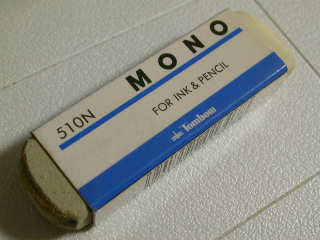 MONO
510N
FOR INK & PENCIL
Tombow